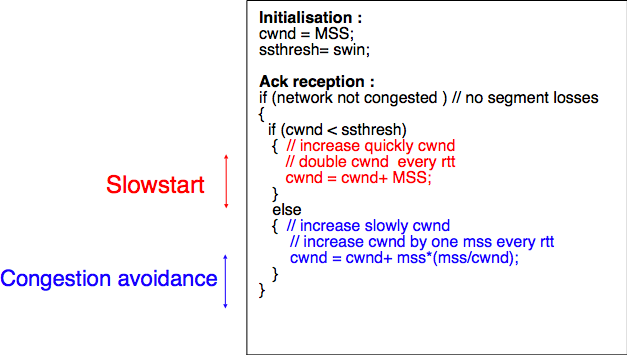 Initialisation :
cwnd = MSS;
ssthresh= swin;
Ack reception :
if (network not congested ) // no segment losses
{
if (cwnd < ssthresh)
{ // increase quickly cwnd
// double cwnd every rtt
cwnd = cwnd+ MSS;
}
else
{ // increase slowly cwnd
// increase cwnd by one mss every rtt
cwnd = cwnd+ mss*(mss/cwnd);
}
}
Slowstart
Congestion avoidance